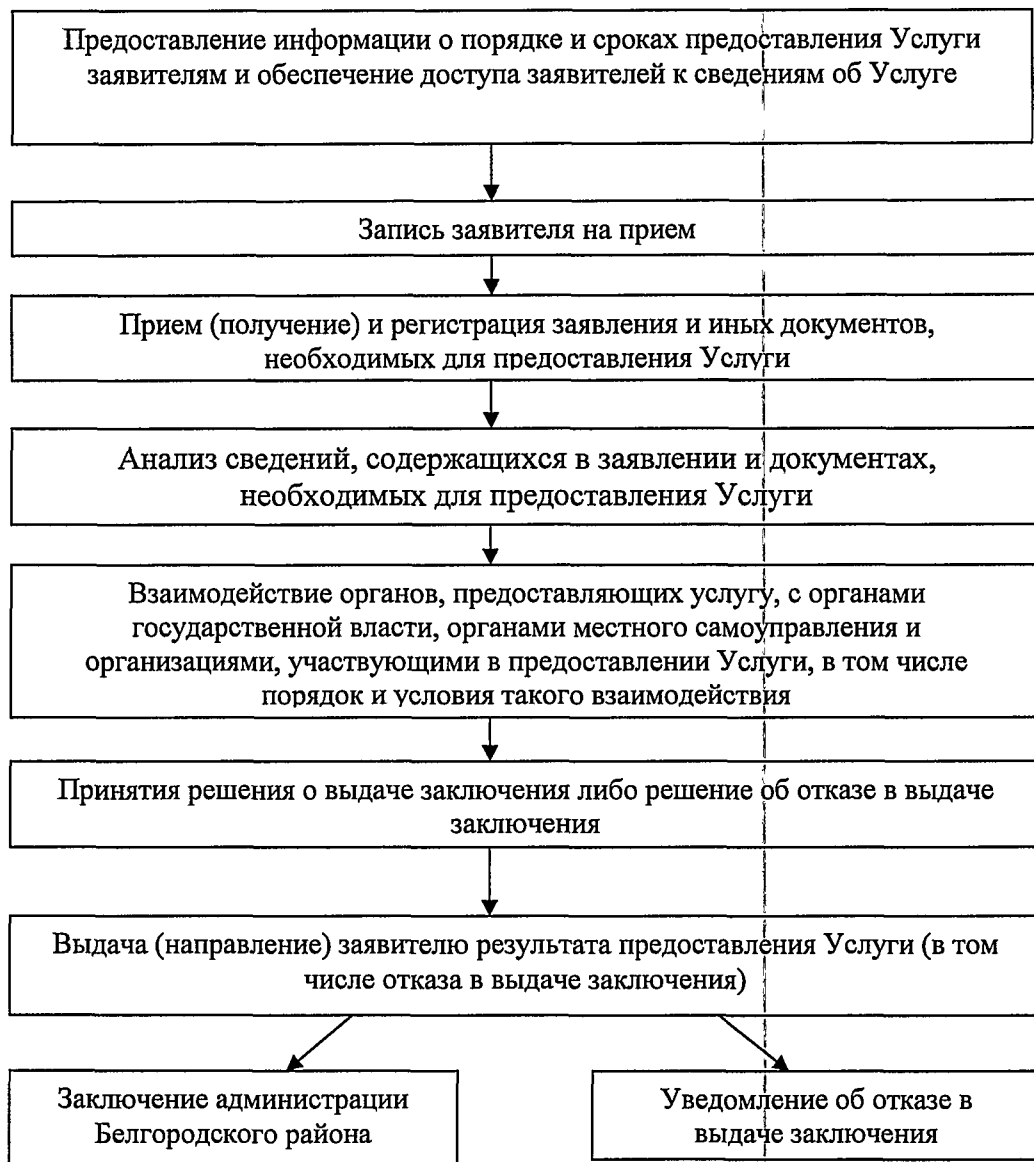 Предоставление информации о порядке и сроках предоставления Услуги
заявителям и обеспечение доступа заявителей к сведениям об Услуге
Запись заявителя на прием
Прием (получение) и регистрация заявления и иных документов,
необходимых для предоставления Услуги
Анализ сведений, содержащихся в заявлении и документах,
необходимых для предоставления Услуги
Взаимодействие органов, предоставляющих услугу, с органами
государственной власти, органами местного самоуправления и
организациями, участвующими в предоставлении Услуги, в том числе
порядок и условия такого взаимодействия
Принятия решения о выдаче заключения либо решение об отказе в выдаче
заключения
Выдача (направление) заявителю результата предоставления Услуги (в том
числе отказа в выдаче заключения)
Заключение администрации
Белгородского района
Уведомление об отказе в
выдаче заключения